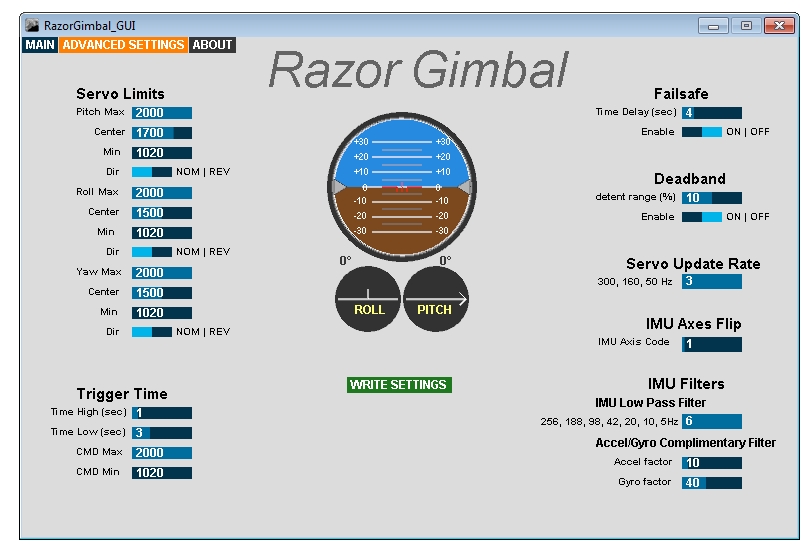 RazorGimbal_GUI
MAIN ADVANCED SETTINGS ABOUT
Razor Gimbal
Servo Limits
Pitch Max 2000
Center 1700
Min 1020
Dir NOM | REV
Roll Max 2000
Center 1500
Min 1020
Dir NOM | REV
Yaw Max 2000
Center 1500
Min 1020
Dir NOM | REV
Trigger Time
Time High (sec) 1
Time Low (sec) 3
CMD Max 2000
CMD Min 1020
+30 +30
+20 +20
+10 +10
0 0
-10 -10
-20 -20
-30 -30
0° 0°
ROLL PITCH
WRITE SETTINGS
Failsafe
Time Delay (sec) 4
Enable ON | OFF
Deadband
detent range (%) 10
Enable ON | OFF
Servo Update Rate
300, 160, 50 Hz 3
IMU Axes Flip
IMU Axis Code 1
IMU Filters
IMU Low Pass Filter
256, 188, 98, 42, 20, 10, 5Hz 6
Accel/Gyro Complimentary Filter
Accel factor 10
Gyro factor 40